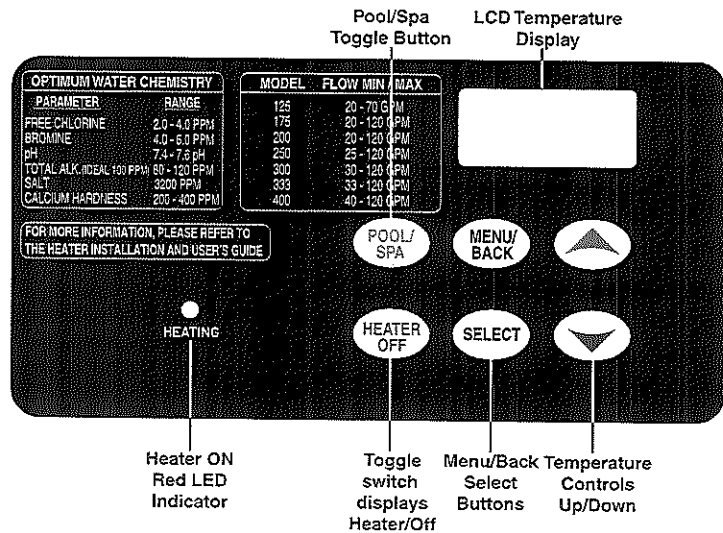 Pool/Spa
Toggle Button
LCD Temperature
Display
OPTIMUM WATER CHEMISTRY
PARAMETER RANGE
FREE CHLORINE 2.0 - 4.0 PPM
BROMINE 4.0 - 6.0 PPM
pH 7.4 - 7.6 pH
TOTAL ALK. (IDEAL 100 PPM) 80 - 120 PPM
SALT 3200 PPM
CALCIUM HARDNESS 200 - 400 PPM
MODEL FLOW MIN / MAX
125 20 - 70 GPM
175 20 - 120 GPM
200 20 - 120 GPM
250 25 - 120 GPM
300 30 - 120 GPM
333 33 - 120 GPM
400 40 - 120 GPM
FOR MORE INFORMATION, PLEASE REFER TO
THE HEATER INSTALLATION AND USER'S GUIDE
POOL/
SPA
MENU/
BACK
HEATING
HEATER
OFF
SELECT
Heater ON
Red LED
Indicator
Toggle
switch
displays
Heater/Off
Menu/Back
Select
Buttons
Temperature
Controls
Up/Down